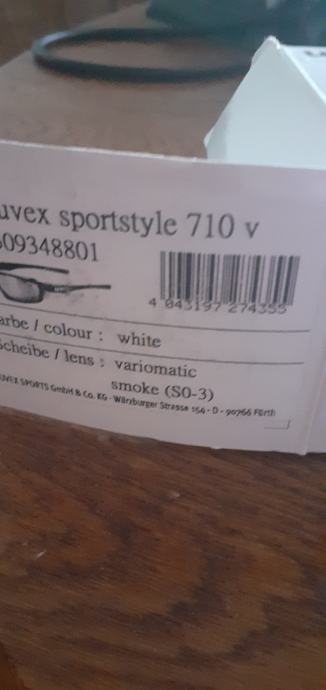 uvex sportstyle 710 v
609348801
4 043197 274355
arbe / colour : white
Scheibe / lens : variomatic
smoke (S0-3)
UVEX SPORTS GmbH & Co. KG · Würzburger Strasse 154 · D - 90766 Fürth